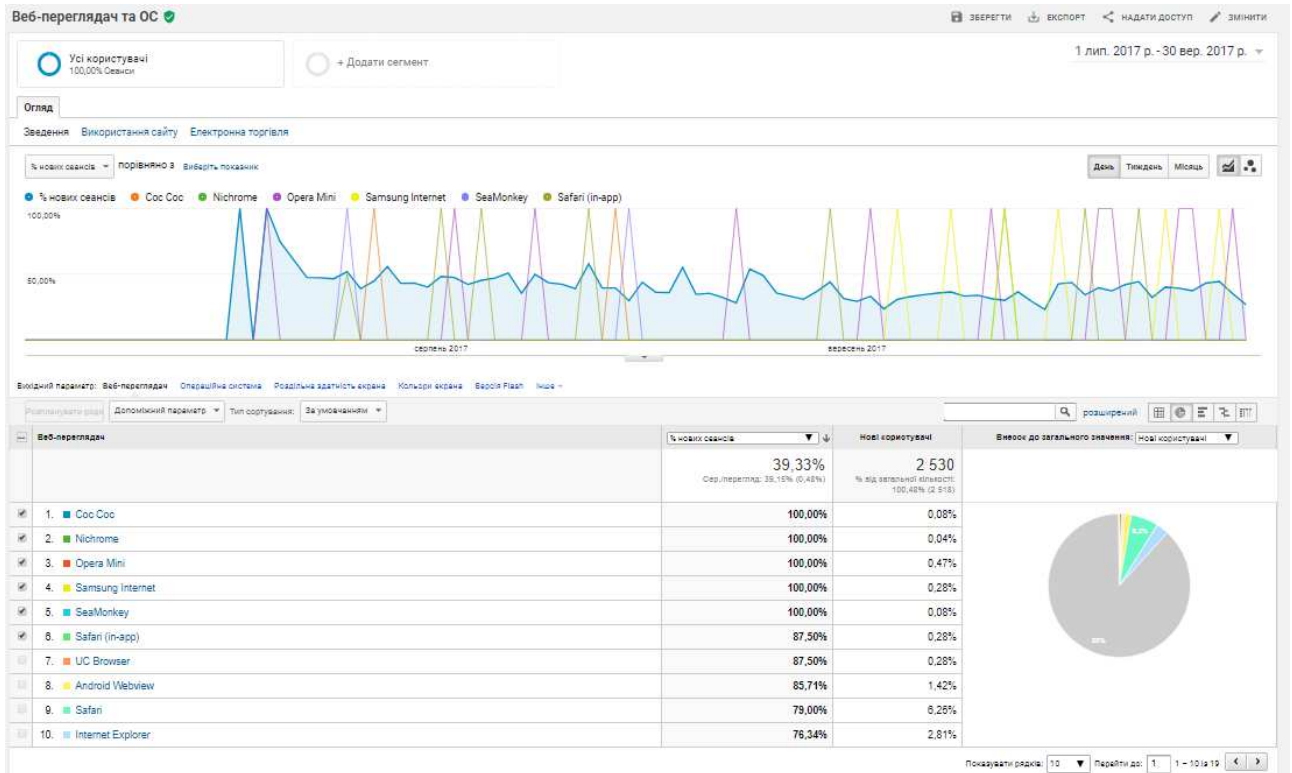 Веб-переглядач та ОС
ЗБЕРЕГТИ ЕКСПОРТ НАДАТИ ДОСТУП ЗМІНИТИ
Усі користувачі
100,00% Сеанси
+ Додати сегмент
1 лип. 2017 р. - 30 вер. 2017 р.
Огляд
Зведення Використання сайту Електронна торгівля
% нових сеансів порівняно з Виберіть показник
День Тиждень Місяць
% нових сеансів Coc Coc Nichrome Opera Mini Samsung Internet SeaMonkey Safari (in-app)
100,00%
50,00%
серпень 2017 вересень 2017
Вихідний параметр: Веб-переглядач Операційна система Роздільна здатність екрана Кольори екрана Версія Flash Інше
Розпланувати рядки Допоміжний параметр Тип сортування: За умовчанням розширений
Веб-переглядач % нових сеансів Нові користувачі Внесок до загального значення: Нові користувачі
39,33% 2 530
Сер./перегляд: 39,15% (0,48%) % від загальної кількості: 100,48% (2 518)
1. Coc Coc 100,00% 0,08%
2. Nichrome 100,00% 0,04%
3. Opera Mini 100,00% 0,47%
4. Samsung Internet 100,00% 0,28%
5. SeaMonkey 100,00% 0,08%
6. Safari (in-app) 87,50% 0,28%
7. UC Browser 87,50% 0,28%
8. Android Webview 85,71% 1,42%
9. Safari 79,00% 6,26%
10. Internet Explorer 76,34% 2,81%
Показувати рядків: 10 Перейти до: 1 1 – 10 із 19